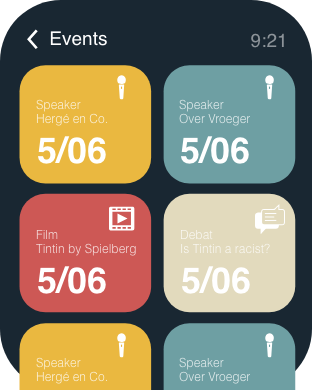 Events
9:21
Speaker
Hergé en Co.
5/06
Speaker
Over Vroeger
5/06
Film
Tintin by Spielberg
5/06
Debat
Is Tintin a racist?
5/06
Speaker
Hergé en Co.
Speaker
Over Vroeger